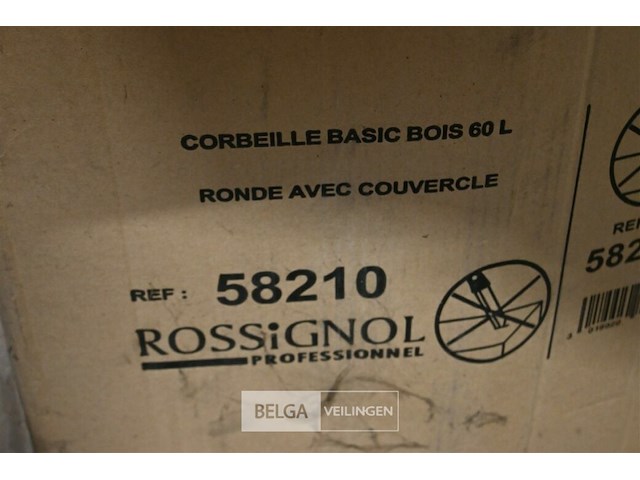 CORBEILLE BASIC BOIS 60 L
RONDE AVEC COUVERCLE
REF : 58210
ROSSiGNOL
PROFESSIONNEL
BELGA VEILINGEN